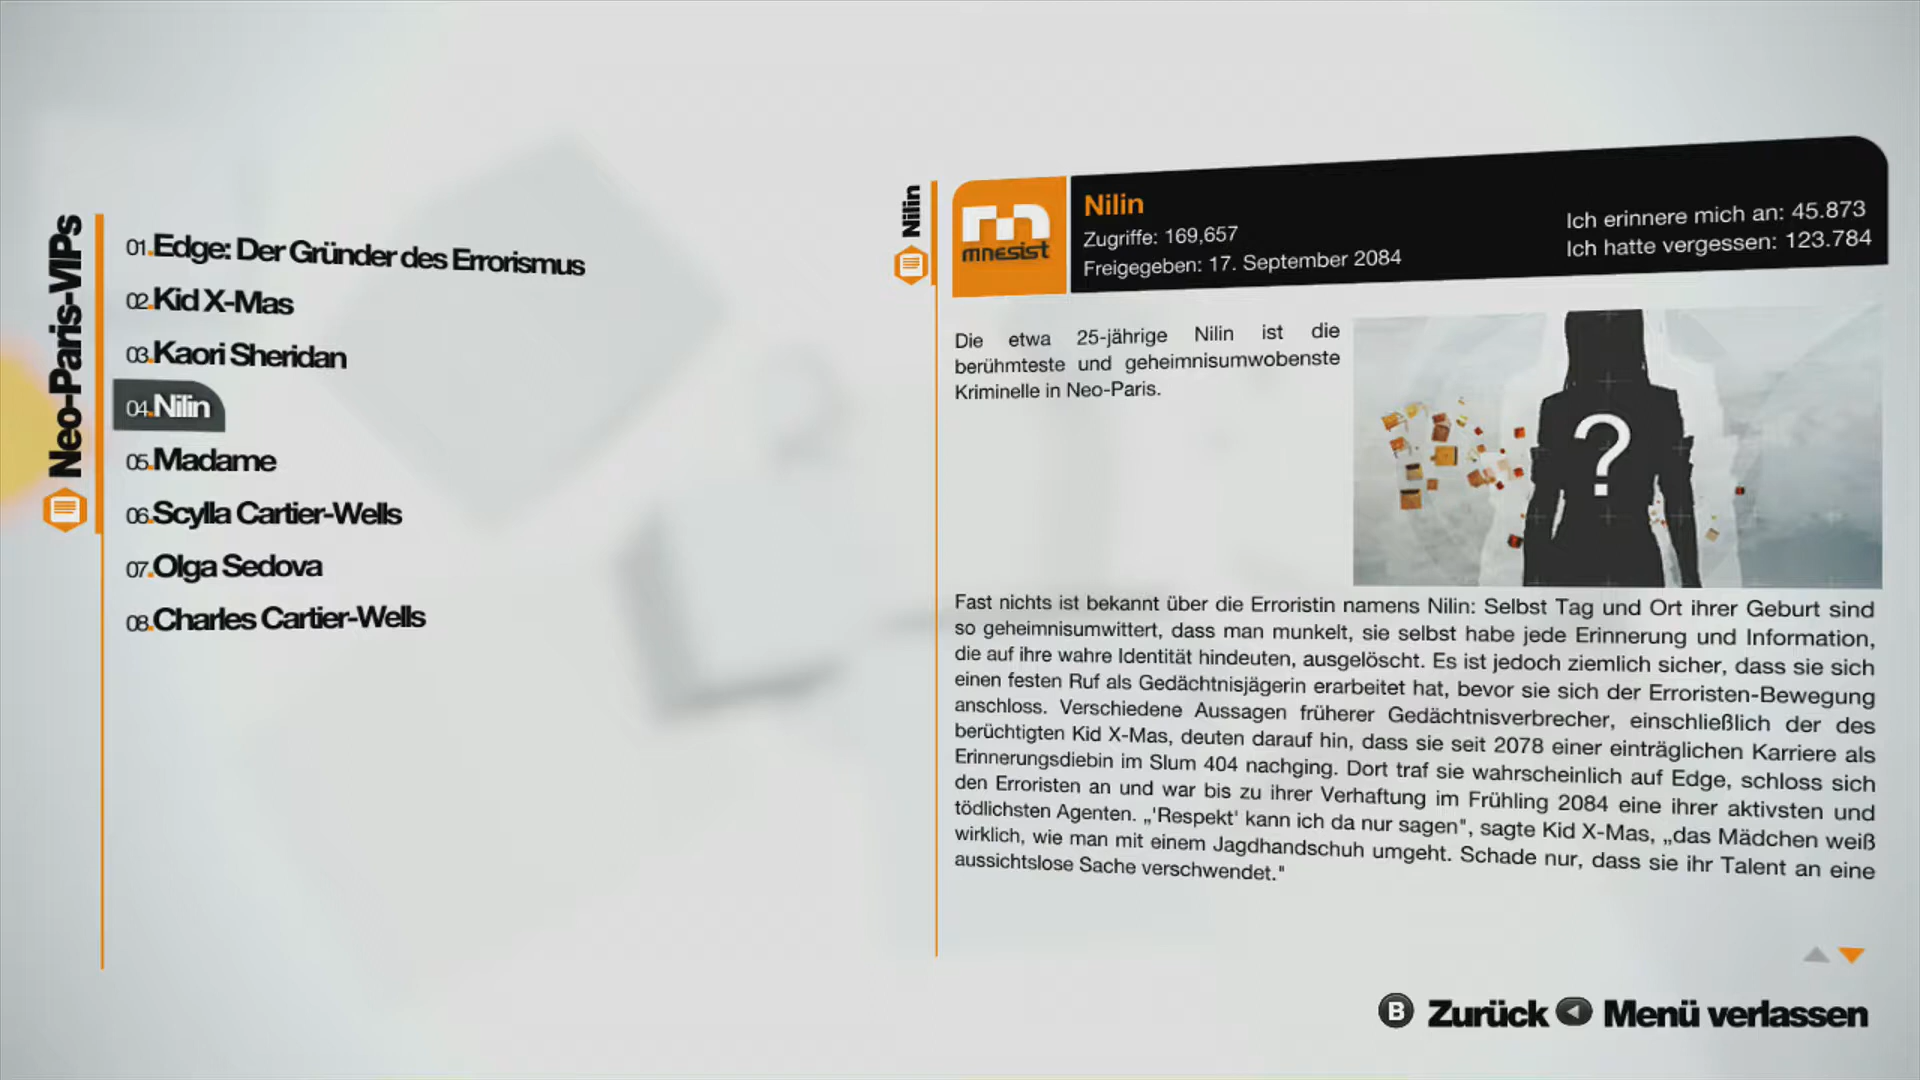 Neo-Paris-VIPs
01.Edge: Der Gründer des Errorismus
02.Kid X-Mas
03.Kaori Sheridan
04.Nilin
05.Madame
06.Scylla Cartier-Wells
07.Olga Sedova
08.Charles Cartier-Wells
Nilin
mnesist
Nilin
Zugriffe: 169,657
Freigegeben: 17. September 2084
Ich erinnere mich an: 45.873
Ich hatte vergessen: 123.784
Die etwa 25-jährige Nilin ist die
berühmteste und geheimnisumwobenste
Kriminelle in Neo-Paris.
?
Fast nichts ist bekannt über die Erroristin namens Nilin: Selbst Tag und Ort ihrer Geburt sind
so geheimnisumwittert, dass man munkelt, sie selbst habe jede Erinnerung und Information,
die auf ihre wahre Identität hindeuten, ausgelöscht. Es ist jedoch ziemlich sicher, dass sie sich
einen festen Ruf als Gedächtnisjägerin erarbeitet hat, bevor sie sich der Erroristen-Bewegung
anschloss. Verschiedene Aussagen früherer Gedächtnisverbrecher, einschließlich der des
berüchtigten Kid X-Mas, deuten darauf hin, dass sie seit 2078 einer einträglichen Karriere als
Erinnerungsdiebin im Slum 404 nachging. Dort traf sie wahrscheinlich auf Edge, schloss sich
den Erroristen an und war bis zu ihrer Verhaftung im Frühling 2084 eine ihrer aktivsten und
tödlichsten Agenten. „'Respekt' kann ich da nur sagen", sagte Kid X-Mas, „das Mädchen weiß
wirklich, wie man mit einem Jagdhandschuh umgeht. Schade nur, dass sie ihr Talent an eine
aussichtslose Sache verschwendet."
B Zurück Menü verlassen